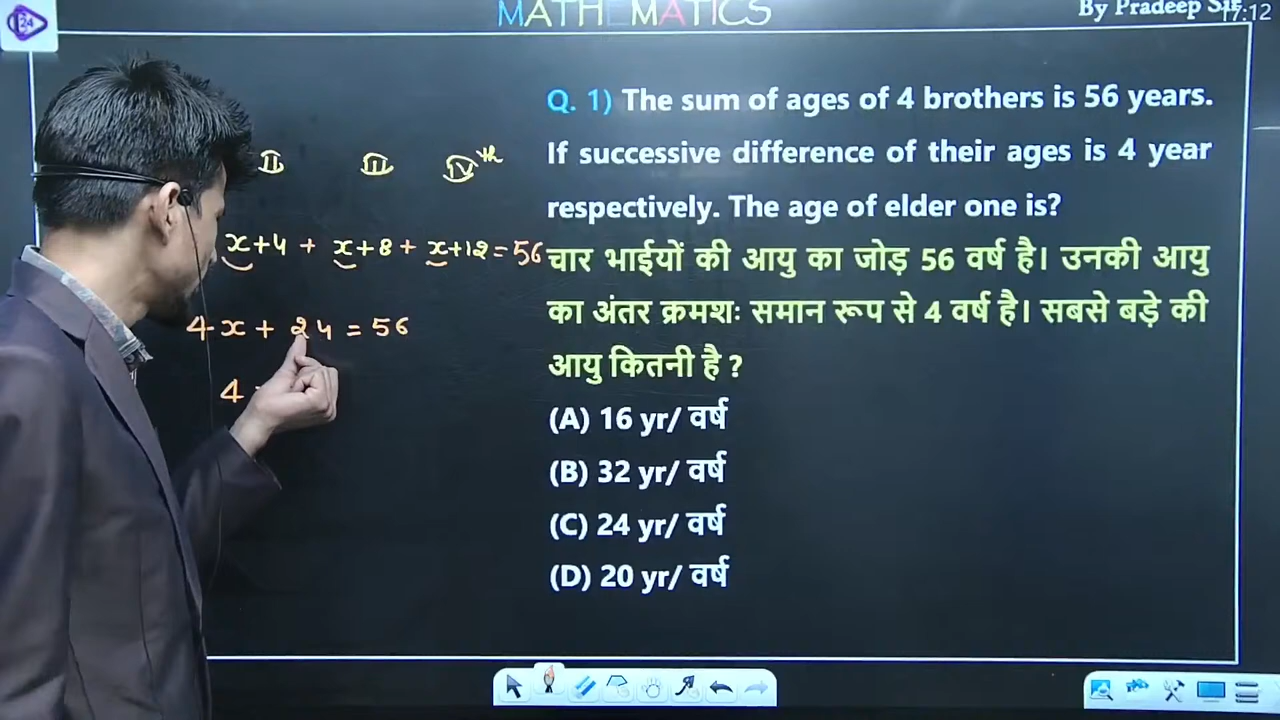 MATHEMATICS
By Pradeep Sir
17:12
24
Q. 1) The sum of ages of 4 brothers is 56 years.
If successive difference of their ages is 4 year
respectively. The age of elder one is?
चार भाईयों की आयु का जोड़ 56 वर्ष है। उनकी आयु
का अंतर क्रमशः समान रूप से 4 वर्ष है। सबसे बड़े की
आयु कितनी है ?
(A) 16 yr/ वर्ष
(B) 32 yr/ वर्ष
(C) 24 yr/ वर्ष
(D) 20 yr/ वर्ष
II III IVth
x+4 + x+8 + x+12 = 56
4x + 24 = 56
4